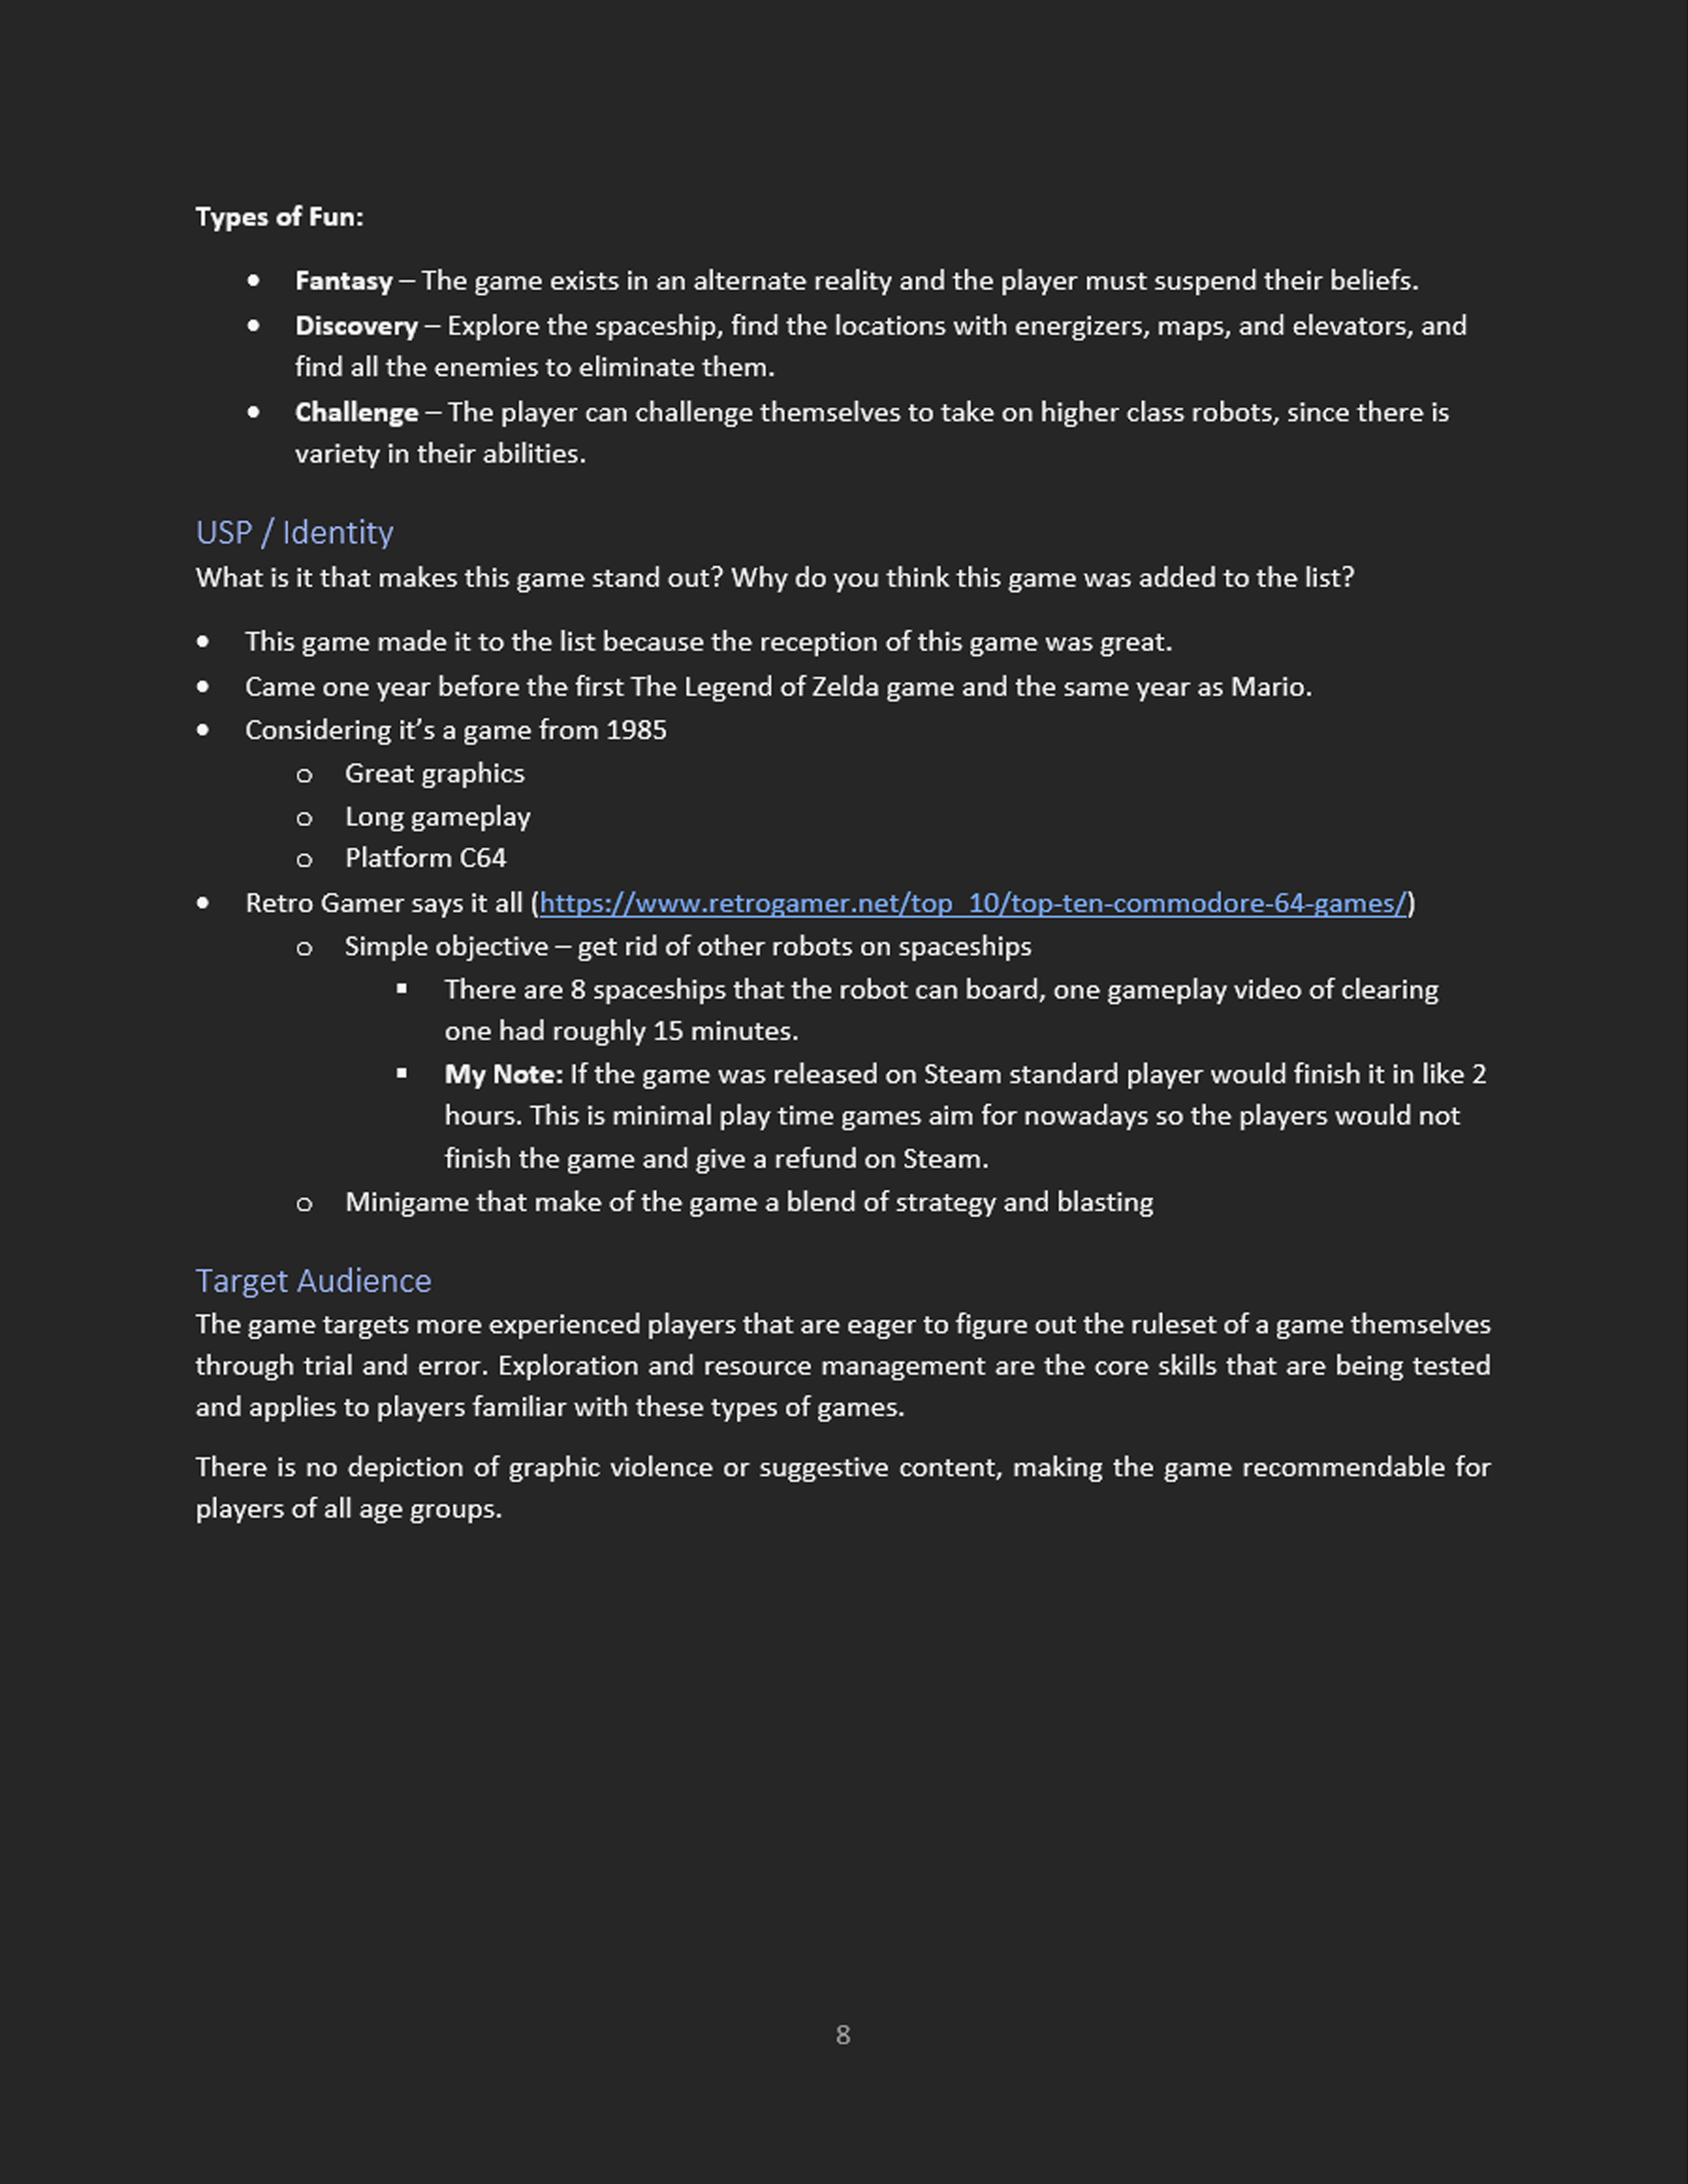 Types of Fun:
• Fantasy – The game exists in an alternate reality and the player must suspend their beliefs.
• Discovery – Explore the spaceship, find the locations with energizers, maps, and elevators, and
find all the enemies to eliminate them.
• Challenge – The player can challenge themselves to take on higher class robots, since there is
variety in their abilities.
USP / Identity
What is it that makes this game stand out? Why do you think this game was added to the list?
• This game made it to the list because the reception of this game was great.
• Came one year before the first The Legend of Zelda game and the same year as Mario.
• Considering it’s a game from 1985
o Great graphics
o Long gameplay
o Platform C64
• Retro Gamer says it all (https://www.retrogamer.net/top_10/top-ten-commodore-64-games/)
o Simple objective – get rid of other robots on spaceships
▪ There are 8 spaceships that the robot can board, one gameplay video of clearing
one had roughly 15 minutes.
▪ My Note: If the game was released on Steam standard player would finish it in like 2
hours. This is minimal play time games aim for nowadays so the players would not
finish the game and give a refund on Steam.
o Minigame that make of the game a blend of strategy and blasting
Target Audience
The game targets more experienced players that are eager to figure out the ruleset of a game themselves
through trial and error. Exploration and resource management are the core skills that are being tested
and applies to players familiar with these types of games.
There is no depiction of graphic violence or suggestive content, making the game recommendable for
players of all age groups.
8